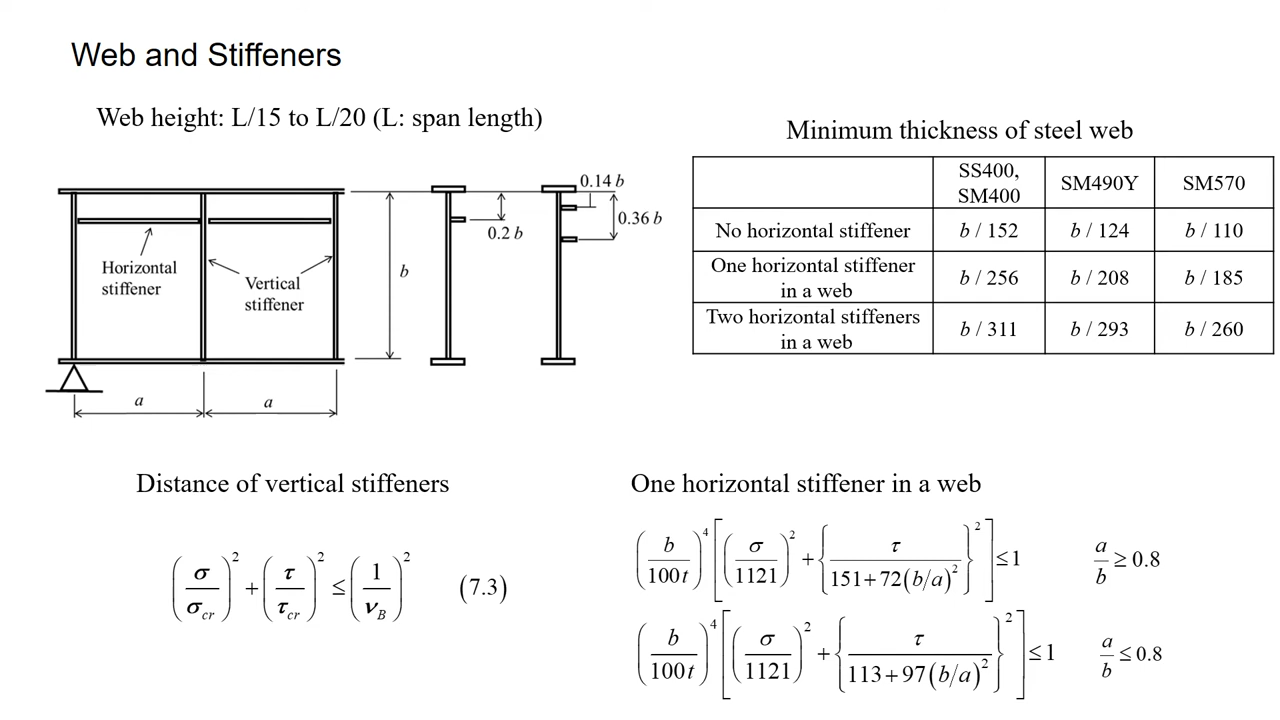 Web and Stiffeners
Web height: L/15 to L/20 (L: span length)
Horizontal
stiffener
Vertical
stiffener
b
a
a
0.2 b
0.14 b
0.36 b
Minimum thickness of steel web
SS400, SM400 | SM490Y | SM570
No horizontal stiffener | b / 152 | b / 124 | b / 110
One horizontal stiffener in a web | b / 256 | b / 208 | b / 185
Two horizontal stiffeners in a web | b / 311 | b / 293 | b / 260
Distance of vertical stiffeners
(σ/σcr)² + (τ/τcr)² ≤ (1/νB)² (7.3)
One horizontal stiffener in a web
(b/100t)⁴ [(σ/1121)² + {τ/(151+72(b/a)²)}²] ≤ 1 a/b ≥ 0.8
(b/100t)⁴ [(σ/1121)² + {τ/(113+97(b/a)²)}²] ≤ 1 a/b ≤ 0.8